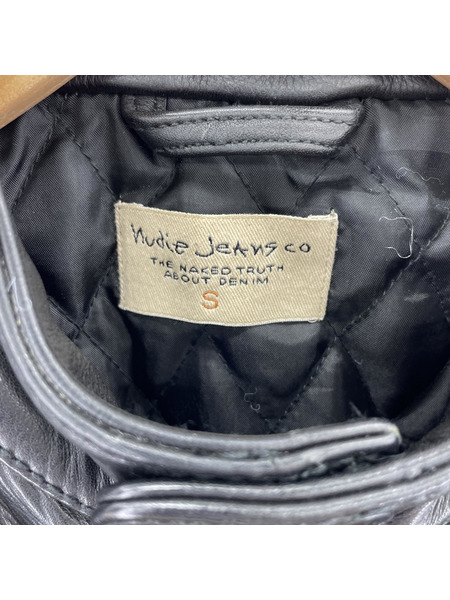 Nudie Jeans co
THE NAKED TRUTH
ABOUT DENIM
S